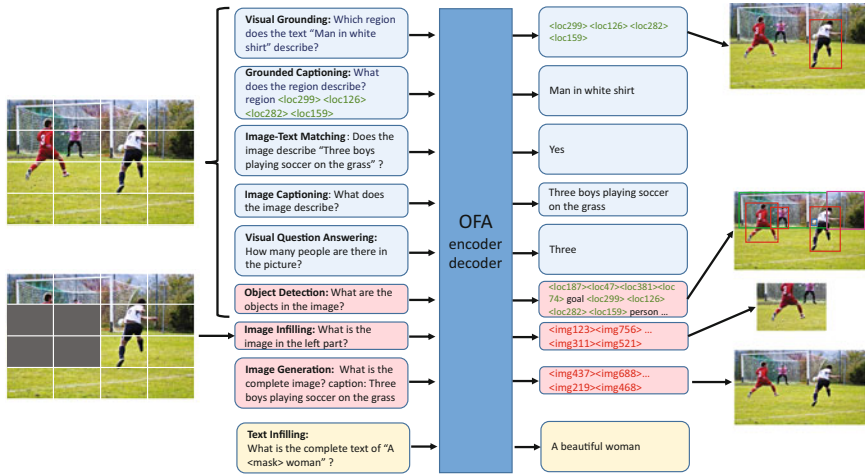 Visual Grounding: Which region
does the text “Man in white
shirt” describe?
<loc299> <loc126> <loc282>
<loc159>
Grounded Captioning: What
does the region describe?
region <loc299> <loc126>
<loc282> <loc159>
Man in white shirt
Image-Text Matching: Does the
image describe “Three boys
playing soccer on the grass” ?
Yes
Image Captioning: What does
the image describe?
Three boys playing soccer
on the grass
Visual Question Answering:
How many people are there in
the picture?
Three
OFA
encoder
decoder
Object Detection: What are the
objects in the image?
<loc187><loc47><loc381><loc
74> goal <loc299> <loc126>
<loc282> <loc159> person ...
Image Infilling: What is the
image in the left part?
<img123><img756> ...
<img311><img521>
Image Generation: What is the
complete image? caption: Three
boys playing soccer on the grass
<img437><img688>...
<img219><img468>
Text Infilling:
What is the complete text of “A
<mask> woman” ?
A beautiful woman